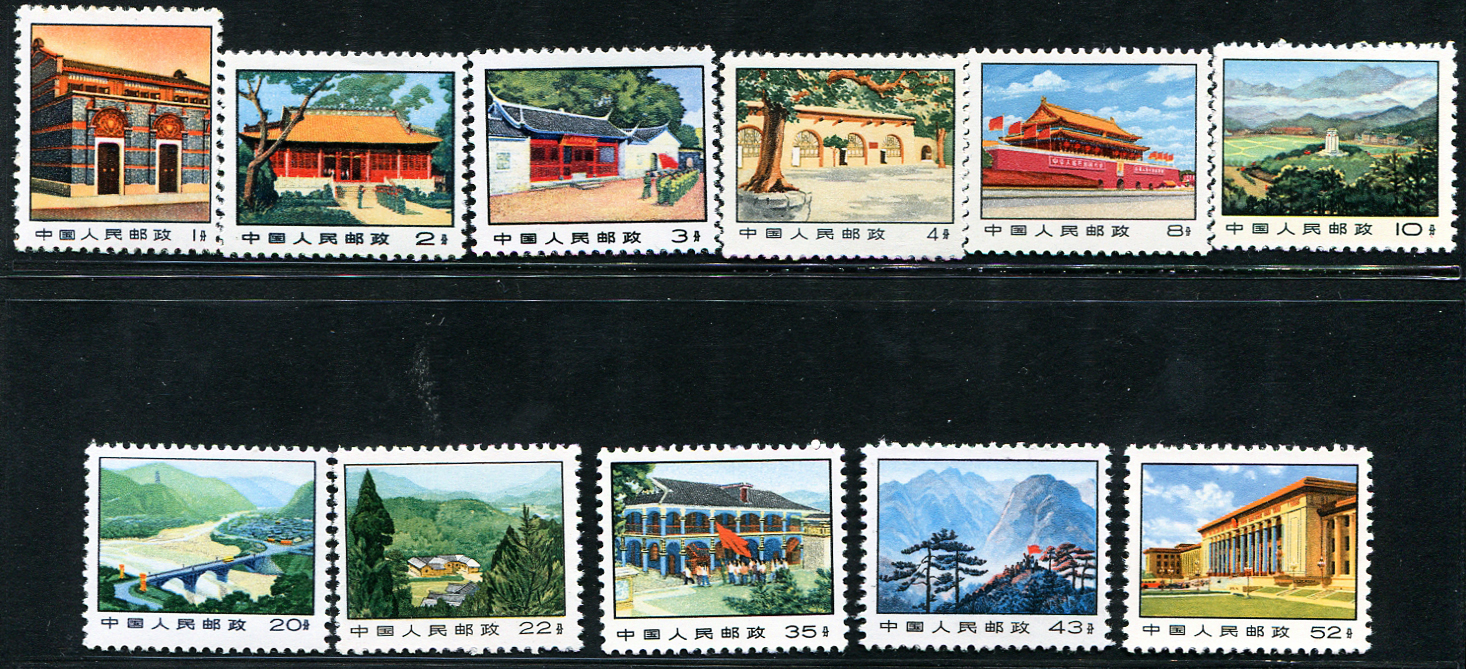 中国人民邮政 1分
中国人民邮政 2分
中国人民邮政 3分
中国人民邮政 4分
中国人民邮政 8分
中国人民邮政 10分
中国人民邮政 20分
中国人民邮政 22分
中国人民邮政 35分
中国人民邮政 43分
中国人民邮政 52分